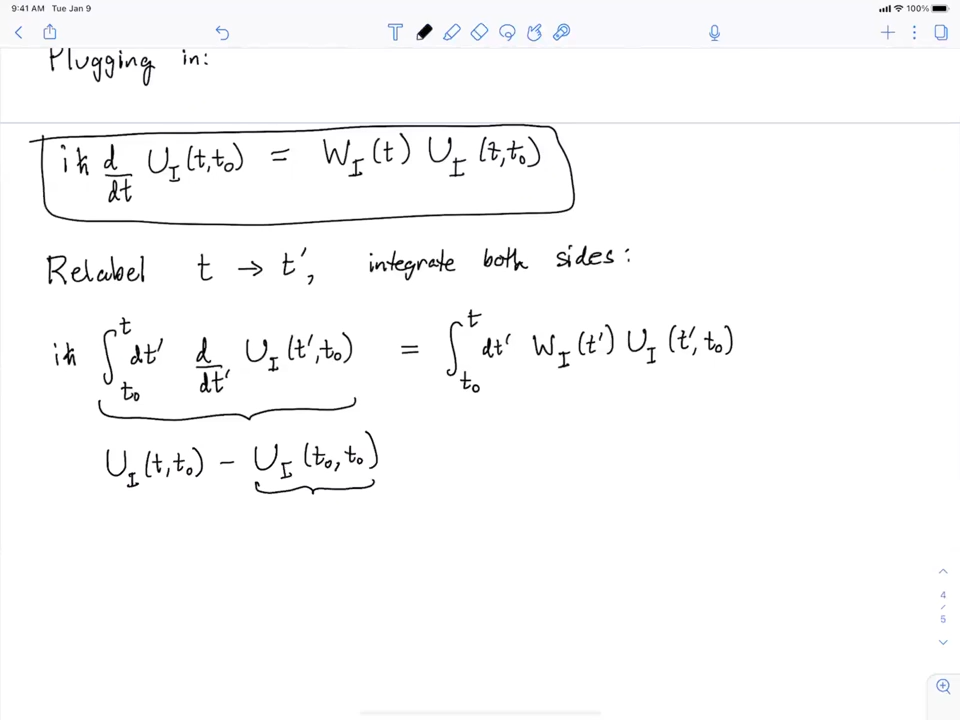 9:41 AM Tue Jan 9 100%
Plugging in:
iħ d/dt U_I(t,t₀) = W_I(t) U_I(t,t₀)
Relabel t → t′, integrate both sides:
iħ ∫_{t₀}^{t} dt′ d/dt′ U_I(t′,t₀) = ∫_{t₀}^{t} dt′ W_I(t′) U_I(t′,t₀)
U_I(t,t₀) − U_I(t₀,t₀)
4
/
5